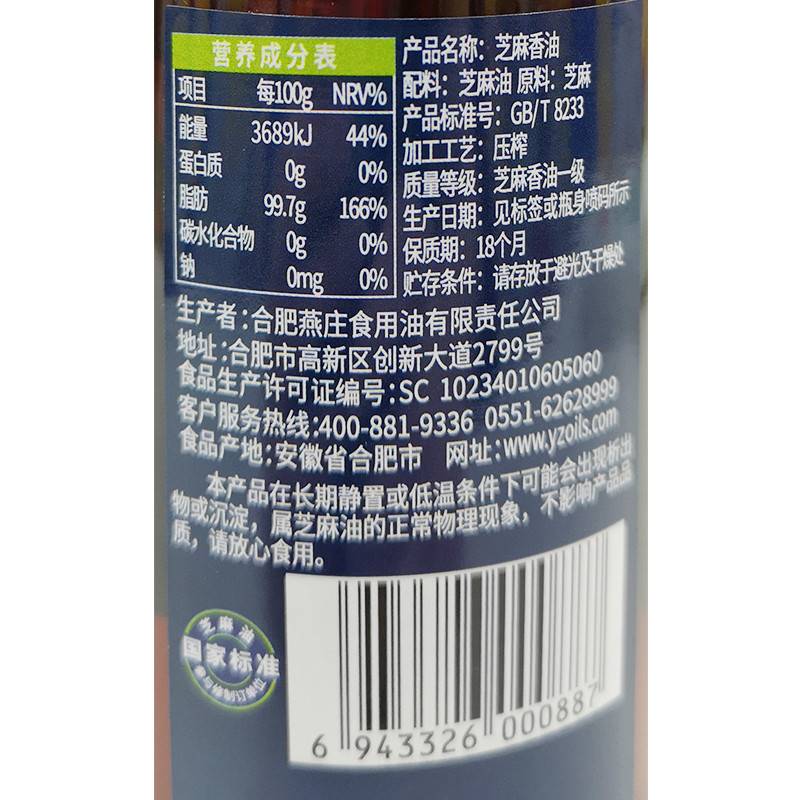 营养成分表
项目 每100g NRV%
能量 3689kJ 44%
蛋白质 0g 0%
脂肪 99.7g 166%
碳水化合物 0g 0%
钠 0mg 0%
产品名称：芝麻香油
配料：芝麻油 原料：芝麻
产品标准号：GB/T 8233
加工工艺：压榨
质量等级：芝麻香油一级
生产日期：见标签或瓶身喷码所示
保质期：18个月
贮存条件：请存放于避光及干燥处
生产者：合肥燕庄食用油有限责任公司
地址：合肥市高新区创新大道2799号
食品生产许可证编号：SC 10234010605060
客户服务热线：400-881-9336 0551-62628999
食品产地：安徽省合肥市 网址：www.yzoils.com
本产品在长期静置或低温条件下可能会出现析出
物或沉淀，属芝麻油的正常物理现象，不影响产品品
质，请放心食用。
芝麻油
国家标准
参与修制订单位
6 943326 000887